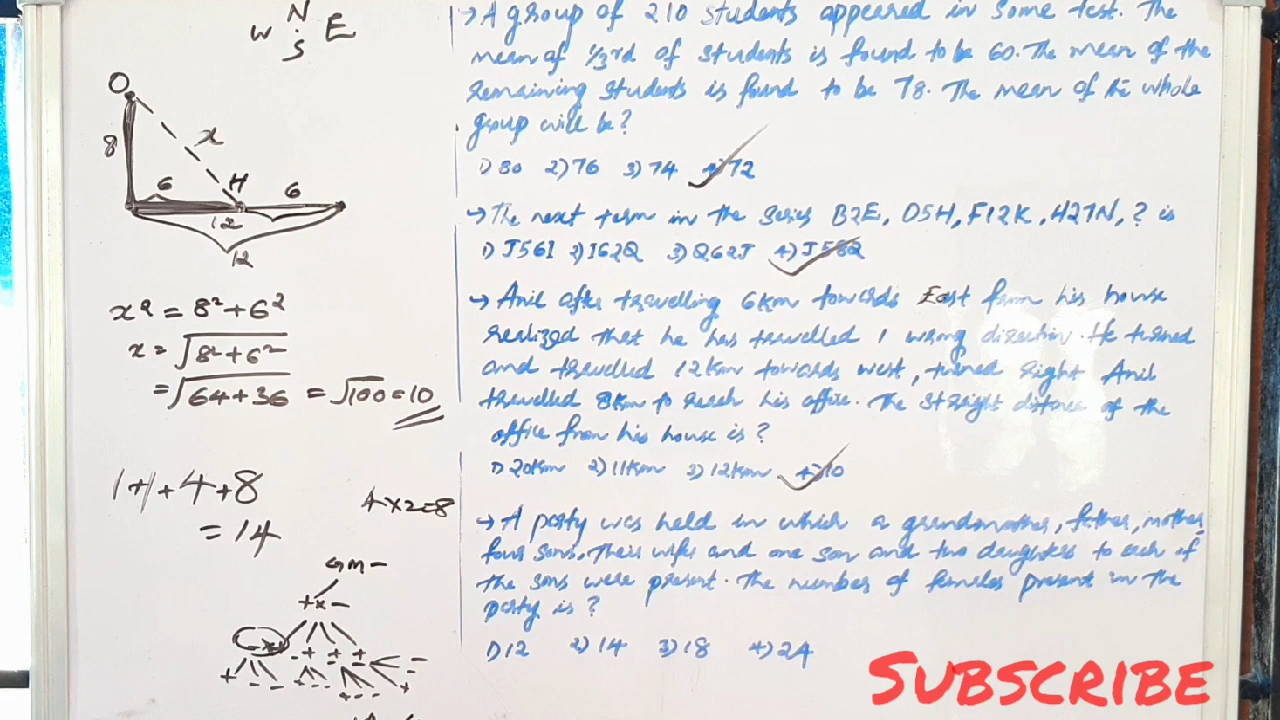 N
W E
S
O
8
x
6 H 6
12
12
x² = 8²+6²
x = √8²+6²
= √64+36 = √100 = 10
1+1+4+8
= 14
4x2=8
GM -
+x-
→ A group of 210 students appeared in some test. The
mean of 1/3rd of students is found to be 60. The mean of the
remaining students is found to be 78. The mean of the whole
group will be?
1) 80 2) 76 3) 74 4) 72
→ The next term in the series B2E, D5H, F12K, H27N, ? is
1) J56I 2) I62Q 3) Q62J 4) J58Q
→ Anil after travelling 6km towards East from his house
realized that he has travelled 1 wrong direction. He turned
and travelled 12km towards west, turned right Anil
travelled 8km to reach his office. The straight distance of the
office from his house is?
1) 20km 2) 11km 3) 12km 4) 10
→ A party was held in which a grandmother, father, mother,
four sons, Their wifes and one son and two daughters to each of
the sons were present. The number of females present in the
party is?
1) 12 2) 14 3) 18 4) 24
SUBSCRIBE